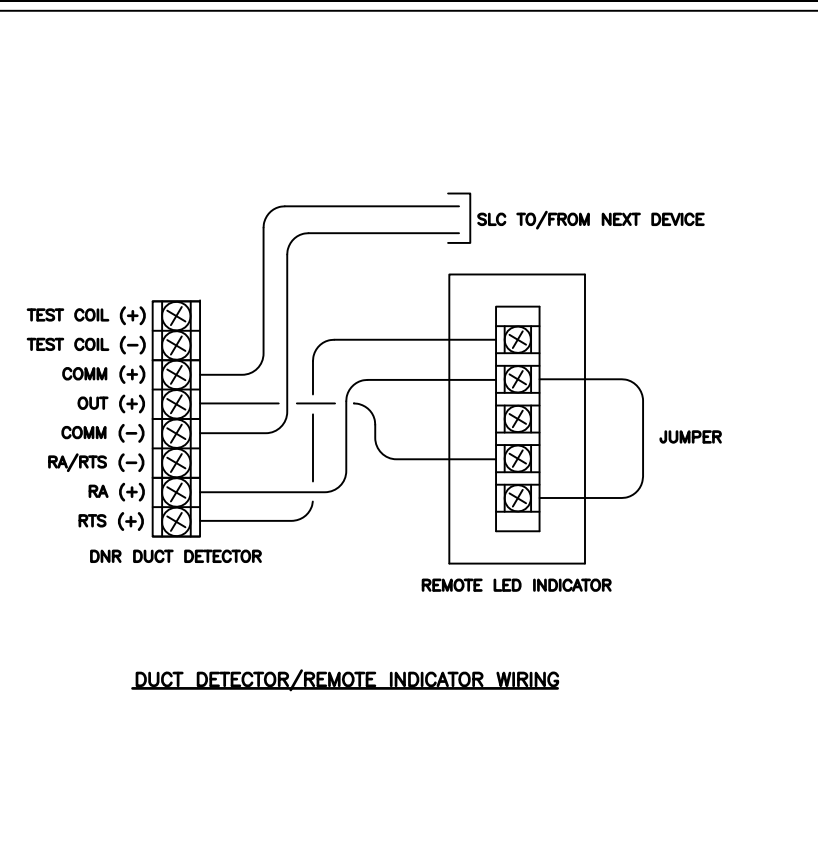 SLC TO/FROM NEXT DEVICE
TEST COIL (+)
TEST COIL (-)
COMM (+)
OUT (+)
COMM (-)
RA/RTS (-)
RA (+)
RTS (+)
JUMPER
DNR DUCT DETECTOR
REMOTE LED INDICATOR
DUCT DETECTOR/REMOTE INDICATOR WIRING